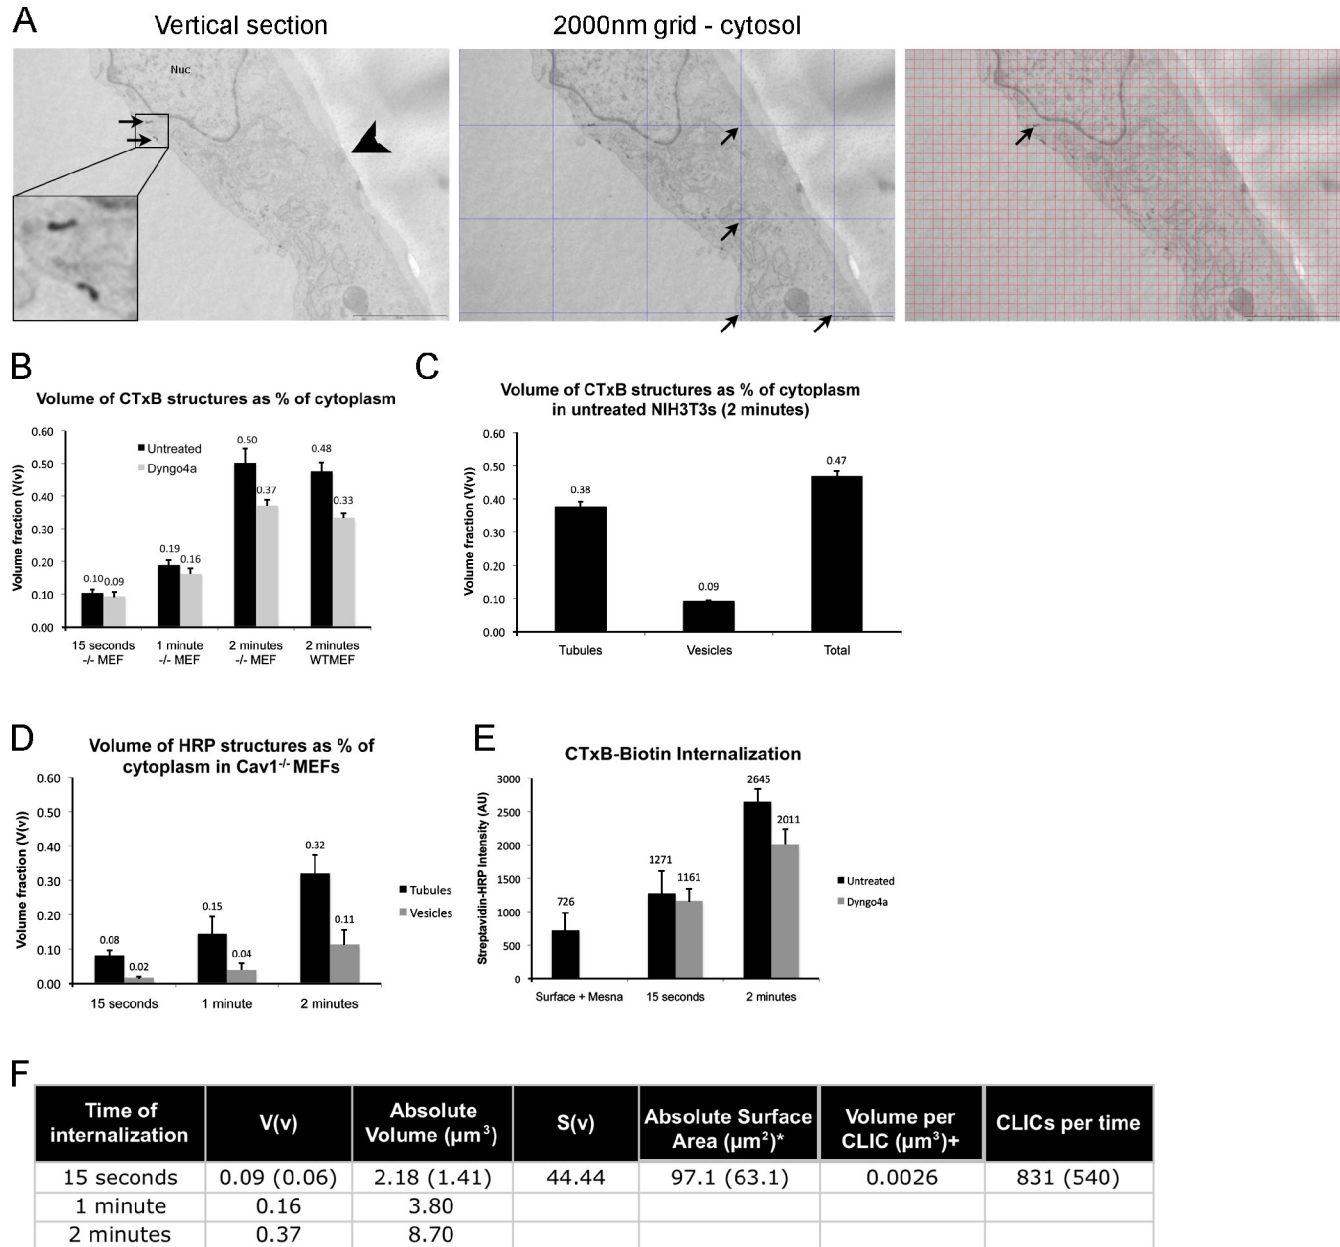 A
Vertical section
2000nm grid - cytosol
Nuc
B
Volume of CTxB structures as % of cytoplasm
Volume fraction (V(v))
0.60
0.50
0.40
0.30
0.20
0.10
0.00
Untreated
Dyngo4a
0.10
0.09
0.19
0.16
0.50
0.37
0.48
0.33
15 seconds
-/- MEF
1 minute
-/- MEF
2 minutes
-/- MEF
2 minutes
WTMEF
C
Volume of CTxB structures as % of cytoplasm
in untreated NIH3T3s (2 minutes)
Volume fraction (V(v))
0.60
0.50
0.40
0.30
0.20
0.10
0.00
0.38
0.09
0.47
Tubules
Vesicles
Total
D
Volume of HRP structures as % of
cytoplasm in Cav1-/- MEFs
Volume fraction (V(v))
0.60
0.50
0.40
0.30
0.20
0.10
0.00
0.08
0.02
0.15
0.04
0.32
0.11
Tubules
Vesicles
15 seconds
1 minute
2 minutes
E
CTxB-Biotin Internalization
Streptavidin-HRP Intensity (AU)
3000
2500
2000
1500
1000
500
0
726
1271
1161
2645
2011
Untreated
Dyngo4a
Surface + Mesna
15 seconds
2 minutes
F
Time of internalization V(v) Absolute Volume (µm³) S(v) Absolute Surface Area (µm²)* Volume per CLIC (µm³)+ CLICs per time
15 seconds 0.09 (0.06) 2.18 (1.41) 44.44 97.1 (63.1) 0.0026 831 (540)
1 minute 0.16 3.80
2 minutes 0.37 8.70